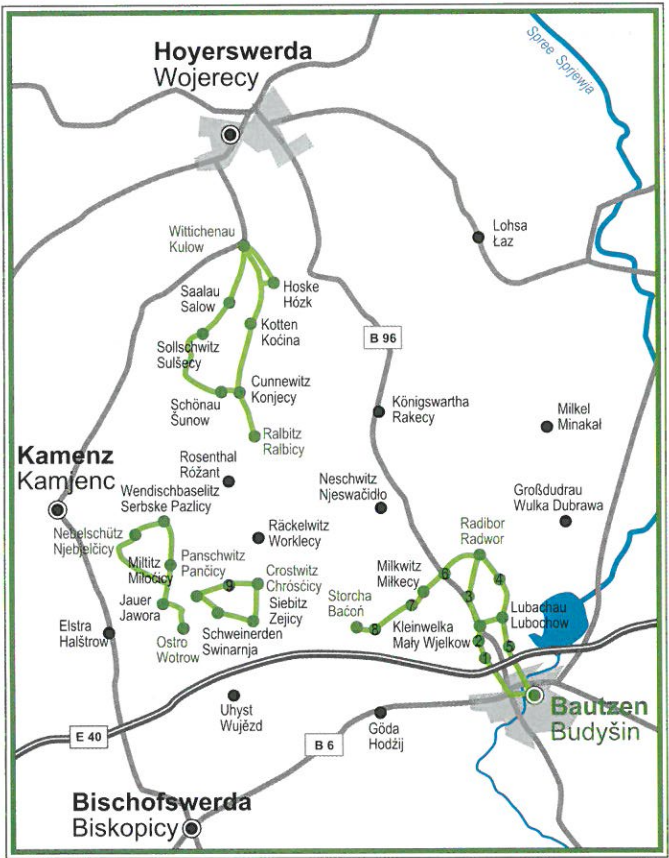 Hoyerswerda
Wojerecy
Spree Sprjewja
Wittichenau
Kulow
Lohsa
Łaz
Hoske
Hózk
Saalau
Salow
Kotten
Koćina
B 96
Sollschwitz
Sulšecy
Cunnewitz
Konjecy
Schönau
Šunow
Königswartha
Rakecy
Milkel
Minakał
Ralbitz
Ralbicy
Kamenz
Kamjenc
Rosenthal
Róžant
Neschwitz
Njeswačidło
Großdudrau
Wulka Dubrawa
Wendischbaselitz
Serbske Pazlicy
Nebelschütz
Njebjelčicy
Räckelwitz
Worklecy
Radibor
Radwor
Miltitz
Miłoćicy
Panschwitz
Pančicy
9
Crostwitz
Chrósćicy
Milkwitz
Miłkecy
6
4
7
3
Jauer
Jawora
Siebitz
Zejicy
Storcha
Baćoń
8
Lubachau
Lubochow
Elstra
Halštrow
Ostro
Wotrow
Schweinerden
Swinarnja
Kleinwelka
Mały Wjelkow
2
5
1
Uhyst
Wujězd
Göda
Hodźij
Bautzen
Budyšin
E 40
B 6
Bischofswerda
Biskopicy